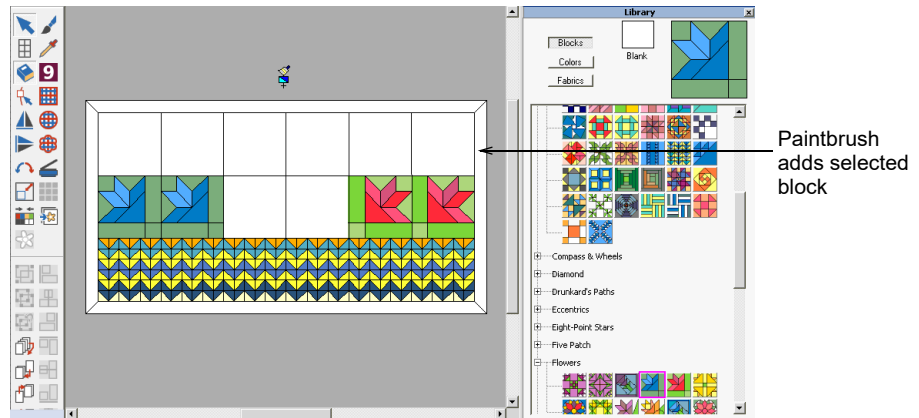 Library
Blocks
Colors
Fabrics
Blank
9
Paintbrush
adds selected
block
Compass & Wheels
Diamond
Drunkard's Paths
Eccentrics
Eight-Point Stars
Five Patch
Flowers